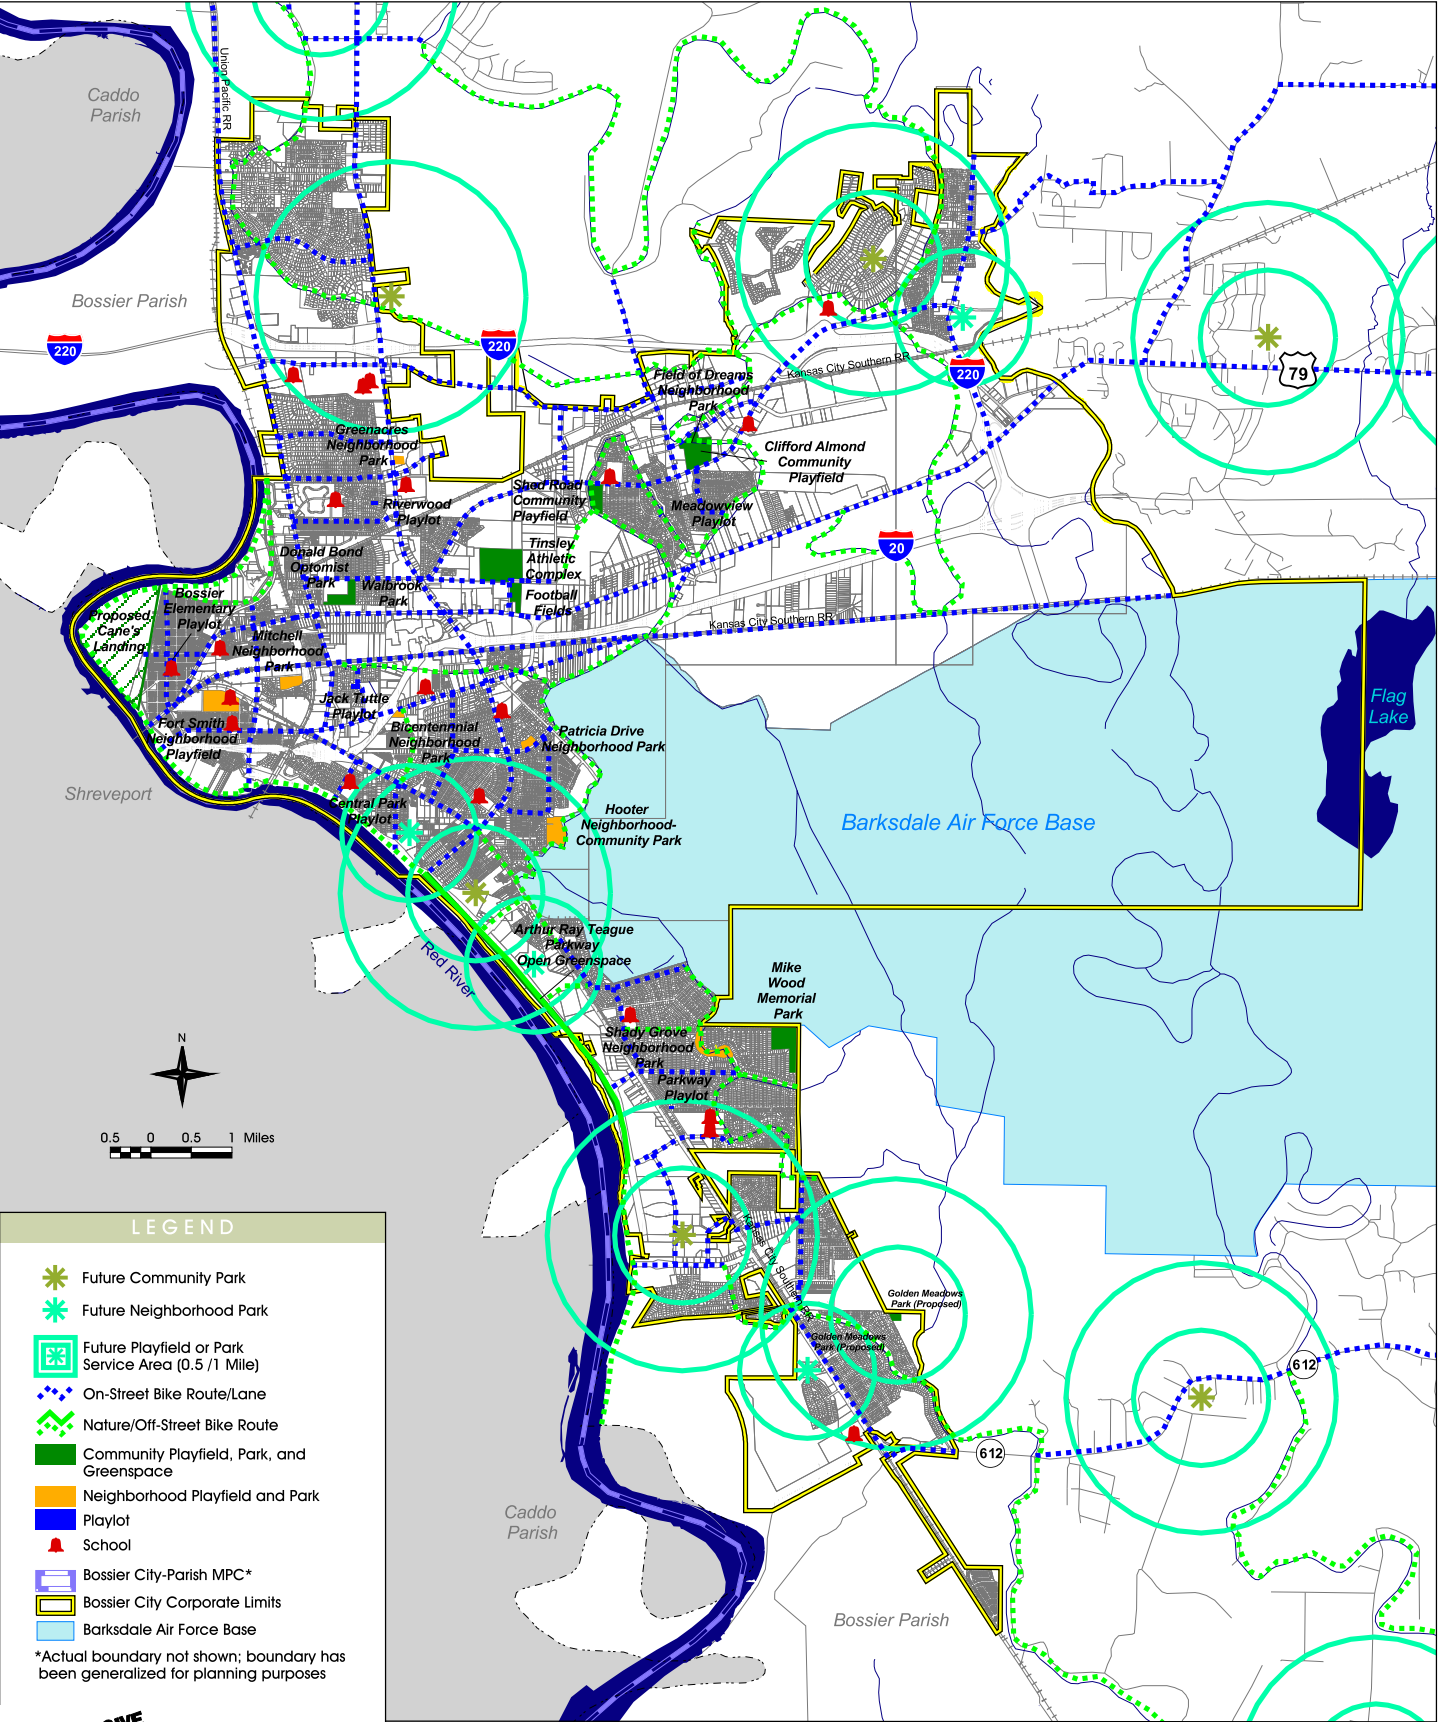 Caddo
Parish
Union Pacific RR
Bossier Parish
220
220
Kansas City Southern RR
220
79
Field of Dreams
Neighborhood
Park
Greenacres
Neighborhood
Park
Clifford Almond
Community
Playfield
Shed Road
Community
Playfield
Riverwood
Playlot
Meadowview
Playlot
20
Donald Bond
Optomist
Park
Tinsley
Athletic
Complex
Walbrook
Park
Football
Fields
Bossier
Elementary
Playlot
Proposed
Cane's
Landing
Mitchell
Neighborhood
Park
Kansas City Southern RR
Jack Tuttle
Playlot
Fort Smith
Neighborhood
Playfield
Bicentennnial
Neighborhood
Park
Patricia Drive
Neighborhood Park
Flag
Lake
Shreveport
Central Park
Playlot
Hooter
Neighborhood-
Community Park
Barksdale Air Force Base
Red River
Arthur Ray Teague
Parkway
Open Greenspace
Mike
Wood
Memorial
Park
Shady Grove
Neighborhood
Park
Parkway
Playlot
N
0.5 0 0.5 1 Miles
Kansas City Southern RR
Golden Meadows
Park (Proposed)
Golden Meadows
Park (Proposed)
612
612
Caddo
Parish
Bossier Parish
LEGEND
Future Community Park
Future Neighborhood Park
Future Playfield or Park
Service Area (0.5 /1 Mile)
On-Street Bike Route/Lane
Nature/Off-Street Bike Route
Community Playfield, Park, and
Greenspace
Neighborhood Playfield and Park
Playlot
School
Bossier City-Parish MPC*
Bossier City Corporate Limits
Barksdale Air Force Base
*Actual boundary not shown; boundary has
been generalized for planning purposes